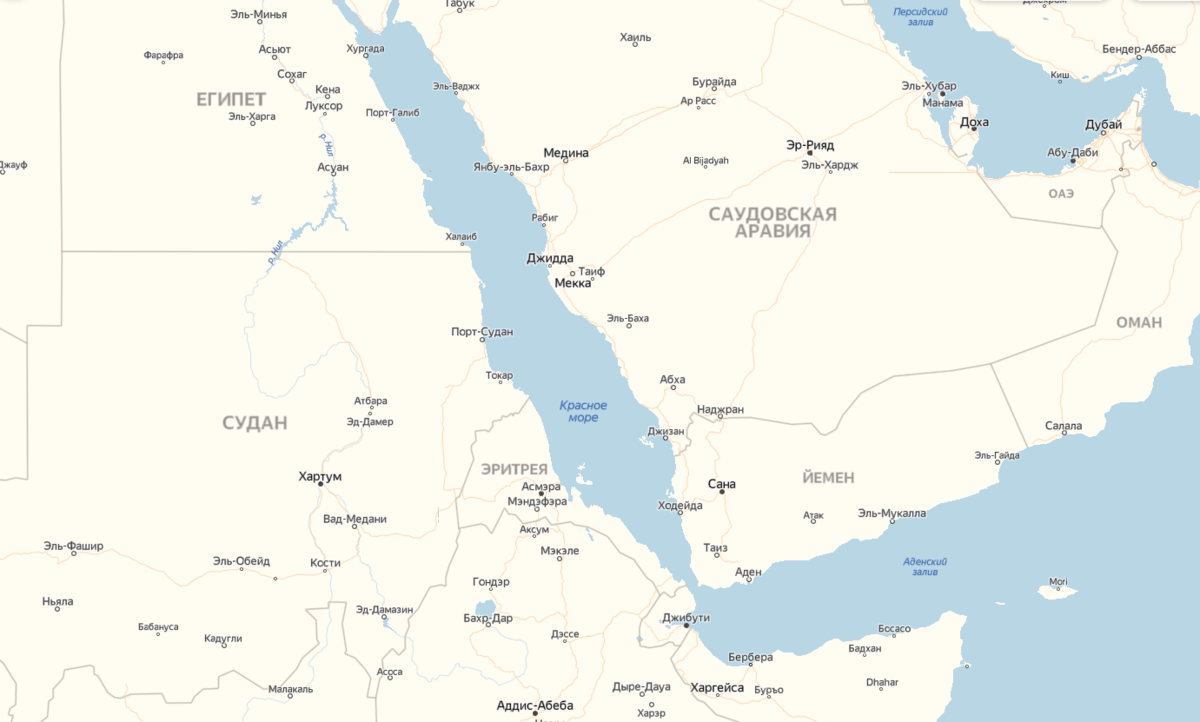 Табук
Эль-Минья
Персидский
залив
Хаиль
Хургада
Асьют
Фарафра
Бендер-Аббас
Сохаг
Киш
Кена
Бурайда
Эль-Ваджх
Эль-Хубар
ЕГИПЕТ
Луксор
Ар Расс
Манама
Порт-Галиб
Эль-Харга
Доха
Дубай
р. Нил
Эр-Рияд
Медина
Абу-Даби
Al Bijadyah
Джауф
Асуан
Янбу-эль-Бахр
Эль-Хардж
ОАЭ
САУДОВСКАЯ
АРАВИЯ
Рабиг
Халаиб
р. Нил
Джидда
Таиф
Мекка
Эль-Баха
ОМАН
Порт-Судан
Токар
Абха
Атбара
Красное
море
Наджран
СУДАН
Эд-Дамер
Джизан
Салала
Эль-Гайда
ЭРИТРЕЯ
Хартум
ЙЕМЕН
Сана
Асмэра
Мэндэфэра
Ходейда
Атак
Эль-Мукалла
Вад-Медани
Аксум
Эль-Фашир
Мэкэле
Таиз
Эль-Обейд
Кости
Аденский
залив
Аден
Гондэр
Mori
Ньяла
Эд-Дамазин
Бахр-Дар
Джибути
Бабануса
Дэссе
Босасо
Кадугли
Бадхан
Бербера
Асоса
Dhahar
Малакаль
Дыре-Дауа
Харгейса
Буръо
Аддис-Абеба
Харэр